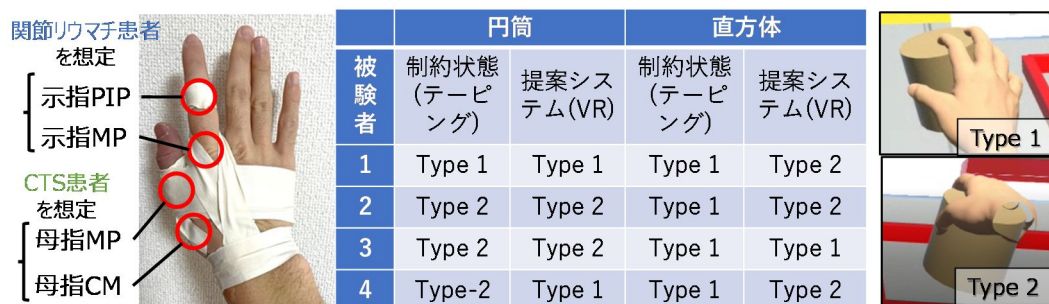 関節リウマチ患者
を想定
示指PIP
示指MP
CTS患者
を想定
母指MP
母指CM
円筒 直方体
被験者 制約状態(テーピング) 提案システム(VR) 制約状態(テーピング) 提案システム(VR)
1 Type 1 Type 1 Type 1 Type 2
2 Type 2 Type 2 Type 1 Type 2
3 Type 2 Type 2 Type 1 Type 1
4 Type-2 Type 1 Type 1 Type 2
Type 1
Type 2